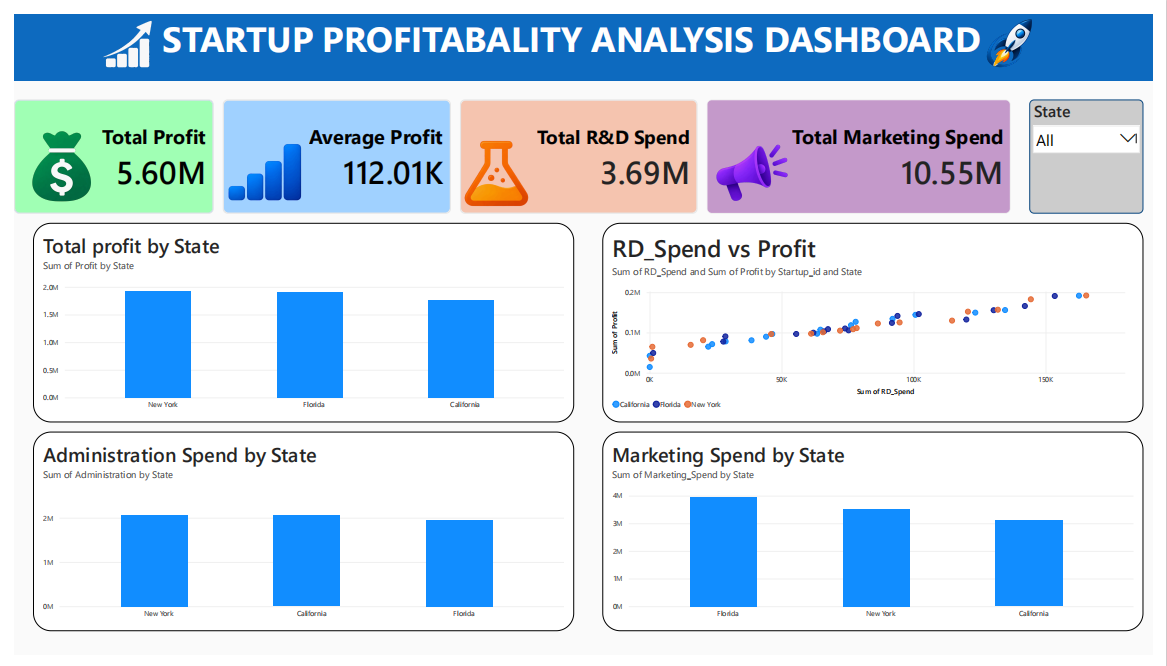 STARTUP PROFITABALITY ANALYSIS DASHBOARD
Total Profit
5.60M
Average Profit
112.01K
Total R&D Spend
3.69M
Total Marketing Spend
10.55M
State
All
Total profit by State
Sum of Profit by State
2.0M
1.5M
1.0M
0.5M
0.0M
New York
Florida
California
RD_Spend vs Profit
Sum of RD_Spend and Sum of Profit by Startup_id and State
Sum of Profit
0.2M
0.1M
0.0M
0K
50K
100K
150K
Sum of RD_Spend
California
Florida
New York
Administration Spend by State
Sum of Administration by State
2M
1M
0M
New York
California
Florida
Marketing Spend by State
Sum of Marketing_Spend by State
4M
3M
2M
1M
0M
Florida
New York
California